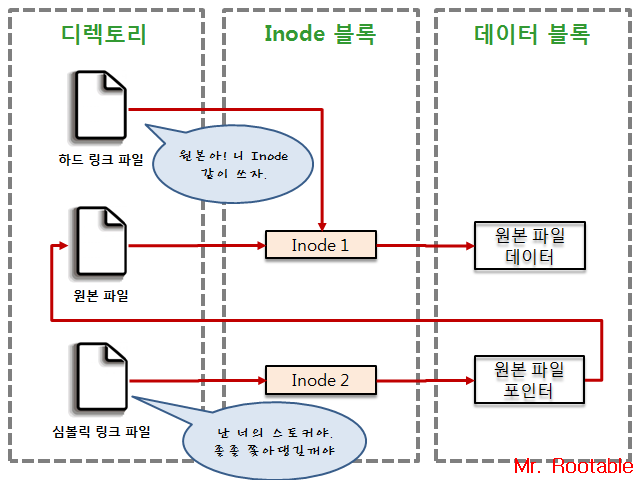 디렉토리
Inode 블록
데이터 블록
하드 링크 파일
원본아! 니 Inode
같이 쓰자.
원본 파일
Inode 1
원본 파일
데이터
심볼릭 링크 파일
Inode 2
원본 파일
포인터
난 너의 스토커야.
졸졸 쫓아댕길개야
Mr. Rootable